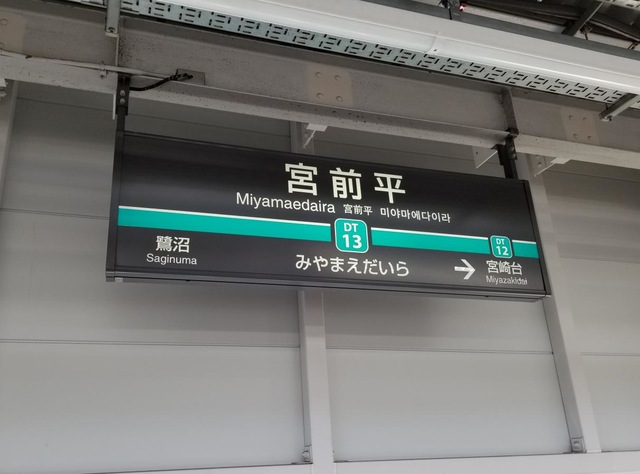 宮前平
Miyamaedaira 宮前平 미야마에다이라
DT
13
DT
12
鷺沼
Saginuma
みやまえだいら
→ 宮崎台
Miyazakidai